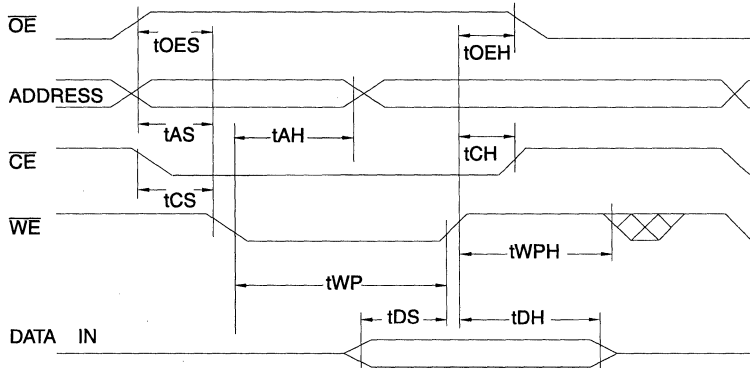 OE
tOES
tOEH
ADDRESS
tAS
tAH
tCH
CE
tCS
WE
tWPH
tWP
tDS
tDH
DATA IN